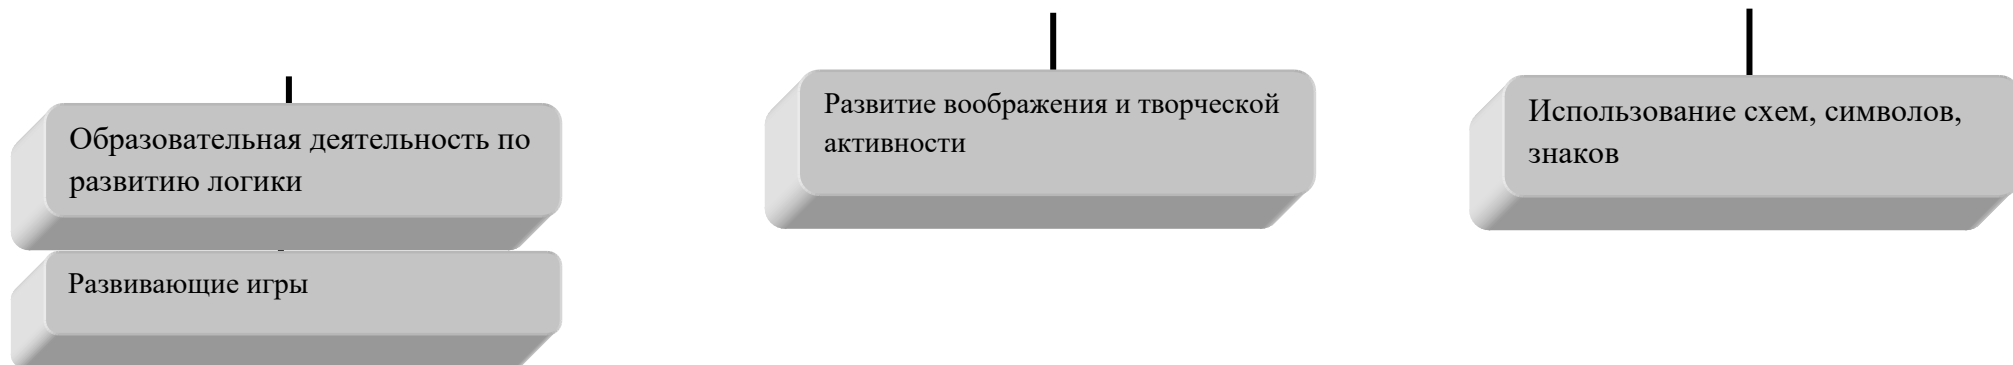 Образовательная деятельность по
развитию логики
Развивающие игры
Развитие воображения и творческой
активности
Использование схем, символов,
знаков